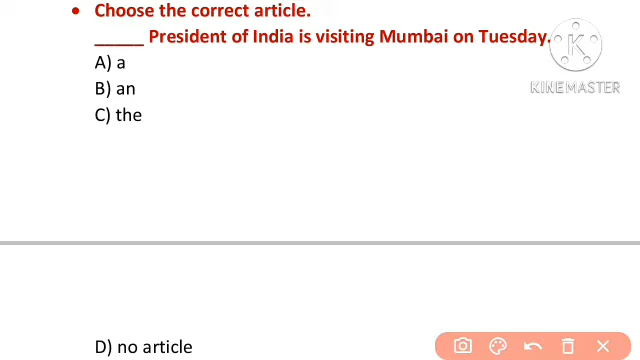 • Choose the correct article.
_____ President of India is visiting Mumbai on Tuesday.
A) a
B) an
C) the
D) no article
K
KINEMASTER